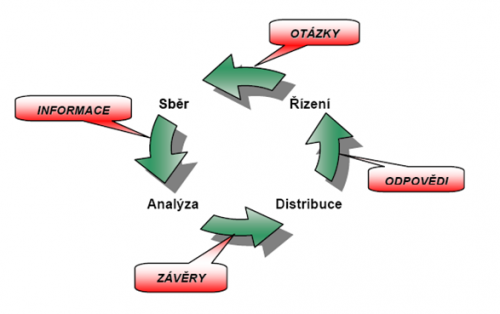 OTÁZKY
Sběr
Řízení
INFORMACE
ODPOVĚDI
Analýza
Distribuce
ZÁVĚRY